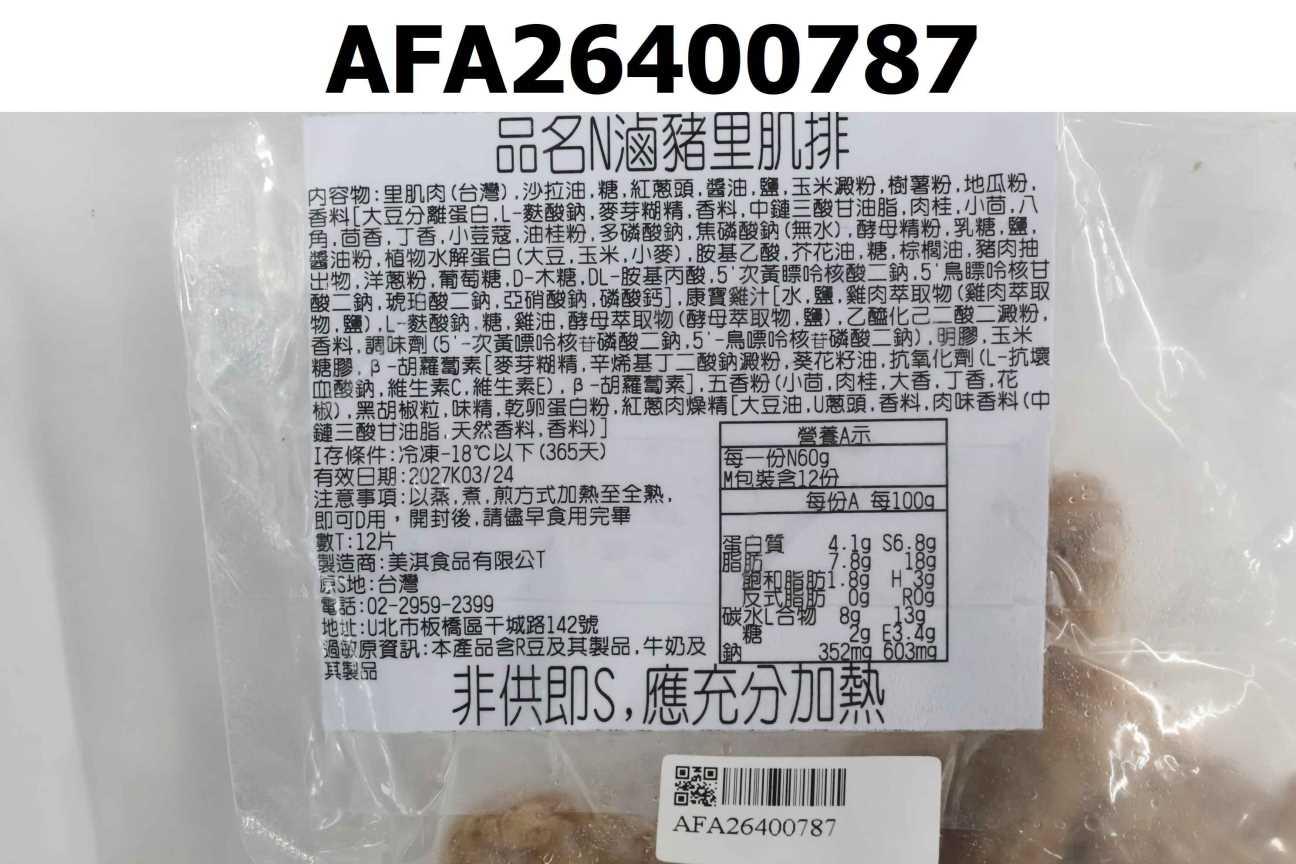 AFA26400787
品名N滷豬里肌排
內容物:里肌肉(台灣),沙拉油,糖,紅蔥頭,醬油,鹽,玉米澱粉,樹薯粉,地瓜粉,
香料[大豆分離蛋白,L-麩酸鈉,麥芽糊精,香料,中鏈三酸甘油脂,肉桂,小茴,八
角,茴香,丁香,小荳蔻,油桂粉,多磷酸鈉,焦磷酸鈉(無水),酵母精粉,乳糖,鹽,
醬油粉,植物水解蛋白(大豆,玉米,小麥),胺基乙酸,芥花油,糖,棕櫚油,豬肉抽
出物,洋蔥粉,葡萄糖,D-木糖,DL-胺基丙酸,5'次黃瞟呤核酸二鈉,5'鳥瞟呤核甘
酸二鈉,琥珀酸二鈉,亞硝酸鈉,磷酸鈣],康寶雞汁[水,鹽,雞肉萃取物(雞肉萃取
物,鹽),L-麩酸鈉,糖,雞油,酵母萃取物(酵母萃取物,鹽),乙醯化己二酸二澱粉,
香料,調味劑(5'-次黃嘌呤核苷磷酸二鈉,5'-鳥嘌呤核苷磷酸二鈉),明膠,玉米
糖膠,β-胡蘿蔔素[麥芽糊精,辛烯基丁二酸鈉澱粉,葵花籽油,抗氧化劑(L-抗壞
血酸鈉,維生素C,維生素E),β-胡蘿蔔素],五香粉(小茴,肉桂,大香,丁香,花
椒),黑胡椒粒,味精,乾卵蛋白粉,紅蔥肉燥精[大豆油,U蔥頭,香料,肉味香料(中
鏈三酸甘油脂,天然香料,香料)]
I存條件:冷凍-18℃以下(365天)
有效日期:2027K03/24
注意事項:以蒸,煮,煎方式加熱至全熟,
即可D用，開封後,請儘早食用完畢
數T:12片
製造商:美淇食品有限公T
原S地:台灣
電話:02-2959-2399
地址:U北市板橋區干城路142號
過敏原資訊:本產品含R豆及其製品,牛奶及
其製品
營養A示
每一份N60g
M包裝含12份
每份A 每100g
蛋白質 4.1g S6.8g
脂肪 7.8g 18g
飽和脂肪1.8g H.3g
反式脂肪 0g R0g
碳水L合物 8g 13g
糖 2g E3.4g
鈉 352mg 603mg
非供即S,應充分加熱
AFA26400787